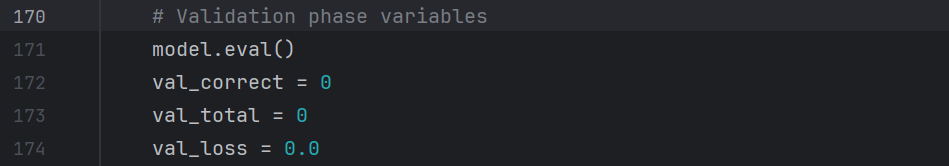 170 # Validation phase variables
171 model.eval()
172 val_correct = 0
173 val_total = 0
174 val_loss = 0.0